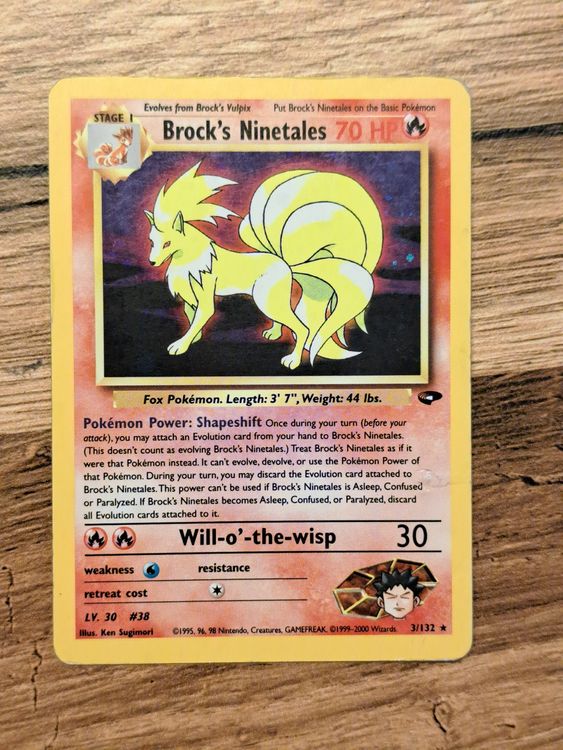 Evolves from Brock's Vulpix Put Brock's Ninetales on the Basic Pokémon
STAGE 1
Brock's Ninetales 70 HP
Fox Pokémon. Length: 3' 7", Weight: 44 lbs.
Pokémon Power: Shapeshift Once during your turn (before your
attack), you may attach an Evolution card from your hand to Brock's Ninetales.
(This doesn't count as evolving Brock's Ninetales.) Treat Brock's Ninetales as if it
were that Pokémon instead. It can't evolve, devolve, or use the Pokémon Power of
that Pokémon. During your turn, you may discard the Evolution card attached to
Brock's Ninetales. This power can't be used if Brock's Ninetales is Asleep, Confused
or Paralyzed. If Brock's Ninetales becomes Asleep, Confused, or Paralyzed, discard
all Evolution cards attached to it.
Will-o'-the-wisp 30
weakness resistance
retreat cost
LV. 30 #38
Illus. Ken Sugimori
©1995, 96, 98 Nintendo, Creatures, GAMEFREAK. ©1999-2000 Wizards. 3/132 ★